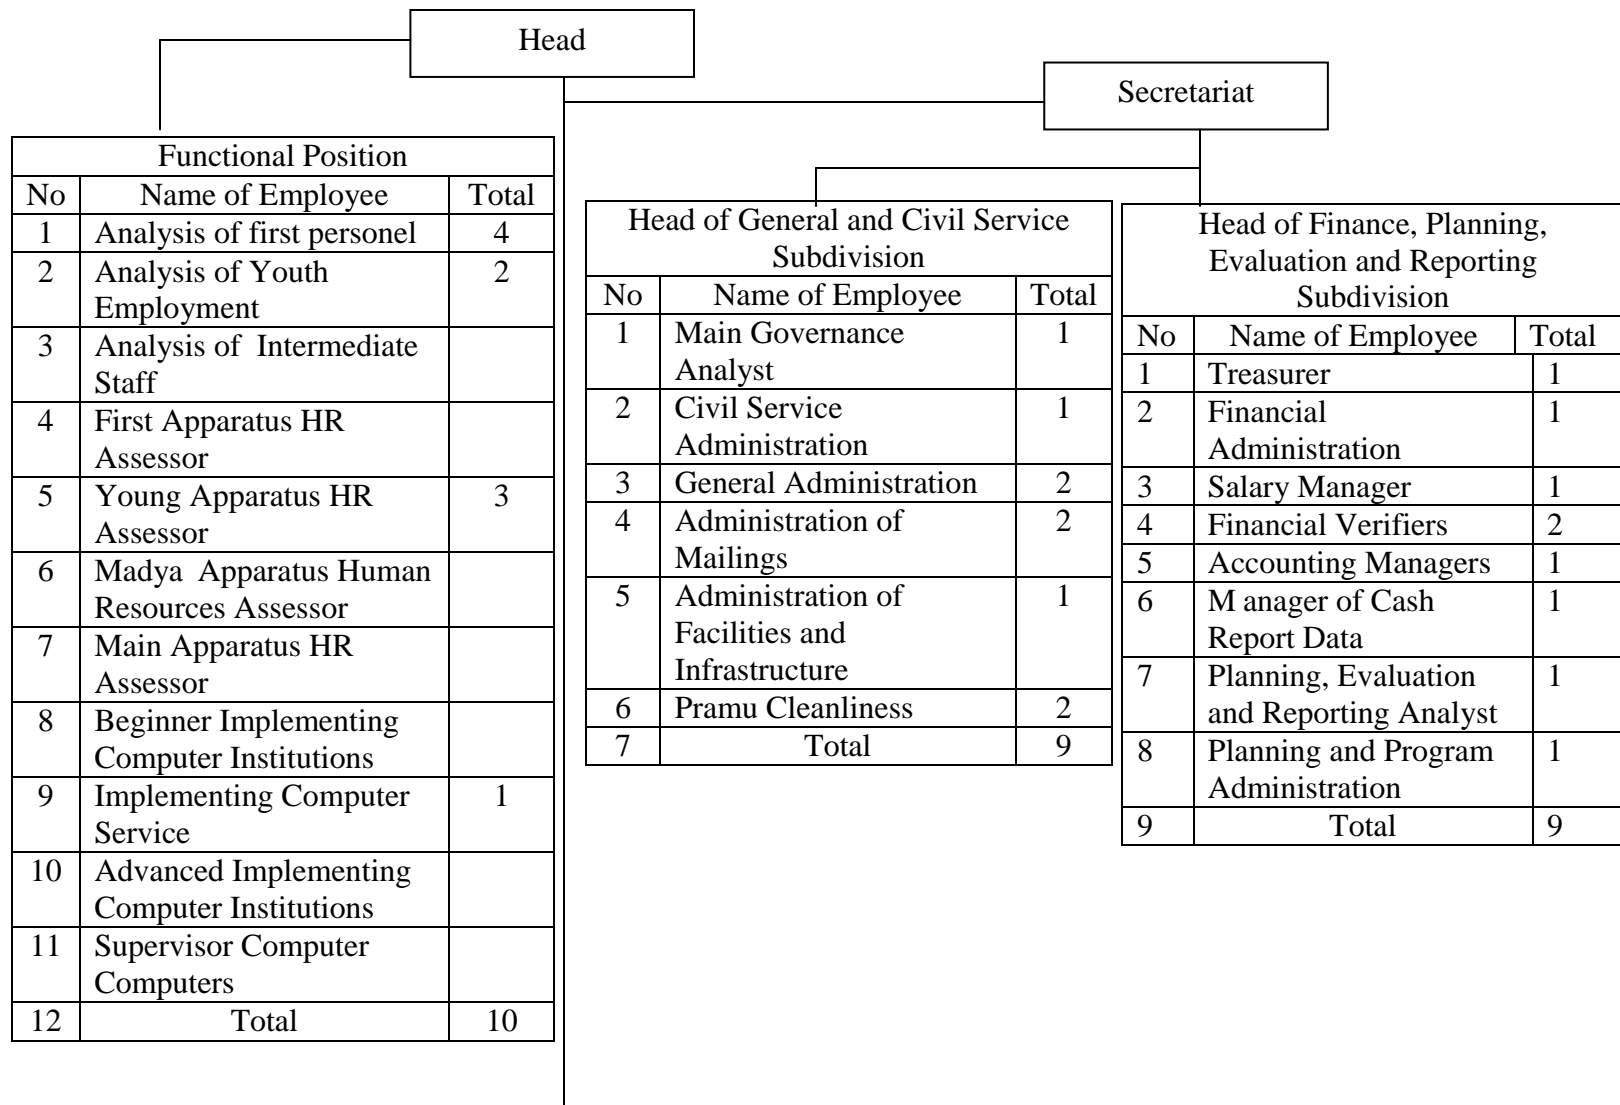 Head
Secretariat
Functional Position
No Name of Employee Total
1 Analysis of first personel 4
2 Analysis of Youth 2
Employment
3 Analysis of Intermediate
Staff
4 First Apparatus HR
Assessor
5 Young Apparatus HR 3
Assessor
6 Madya Apparatus Human
Resources Assessor
7 Main Apparatus HR
Assessor
8 Beginner Implementing
Computer Institutions
9 Implementing Computer 1
Service
10 Advanced Implementing
Computer Institutions
11 Supervisor Computer
Computers
12 Total 10
Head of General and Civil Service
Subdivision
No Name of Employee Total
1 Main Governance 1
Analyst
2 Civil Service 1
Administration
3 General Administration 2
4 Administration of 2
Mailings
5 Administration of 1
Facilities and
Infrastructure
6 Pramu Cleanliness 2
7 Total 9
Head of Finance, Planning,
Evaluation and Reporting
Subdivision
No Name of Employee Total
1 Treasurer 1
2 Financial 1
Administration
3 Salary Manager 1
4 Financial Verifiers 2
5 Accounting Managers 1
6 M anager of Cash 1
Report Data
7 Planning, Evaluation 1
and Reporting Analyst
8 Planning and Program 1
Administration
9 Total 9